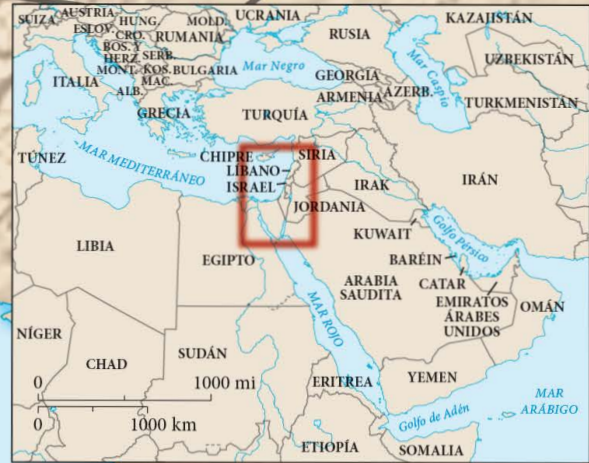 SUIZA
AUSTRIA
HUNG.
MOLD.
UCRANIA
KAZAJISTÁN
ESLOV.
CRO.
RUMANIA
RUSIA
BOS. Y
HERZ.
SERB.
UZBEKISTÁN
ITALIA
MONT.
KOS.
BULGARIA
Mar Negro
GEORGIA
Mar Caspio
MAC.
ALB.
ARMENIA
AZERB.
TURKMENISTÁN
GRECIA
TURQUÍA
TÚNEZ
MAR MEDITERRÁNEO
CHIPRE
SIRIA
LÍBANO
ISRAEL
IRAK
IRÁN
JORDANIA
KUWAIT
Golfo Pérsico
LIBIA
EGIPTO
BARÉIN
ARABIA
SAUDITA
CATAR
EMIRATOS
ÁRABES
UNIDOS
OMÁN
MAR ROJO
NÍGER
CHAD
SUDÁN
0
1000 mi
0
1000 km
ERITREA
YEMEN
MAR
ARÁBIGO
Golfo de Adén
ETIOPÍA
SOMALIA